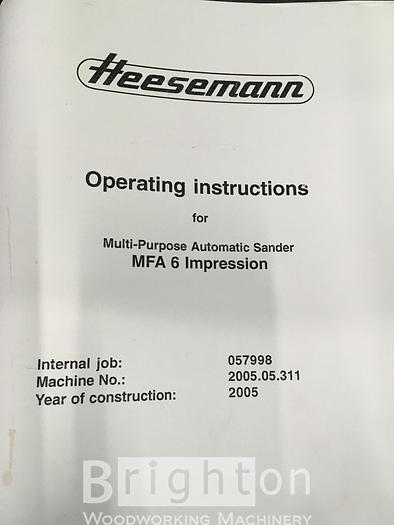 Heesemann
Operating instructions
for
Multi-Purpose Automatic Sander
MFA 6 Impression
Internal job: 057998
Machine No.: 2005.05.311
Year of construction: 2005
Brighton
WOODWORKING MACHINERY